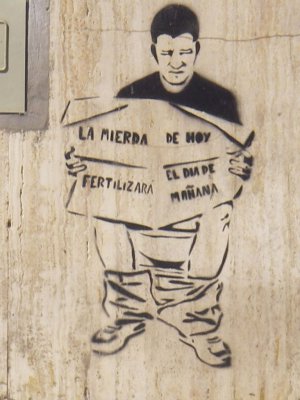 LA MIERDA DE HOY
FERTILIZARA EL DIA DE
MAÑANA